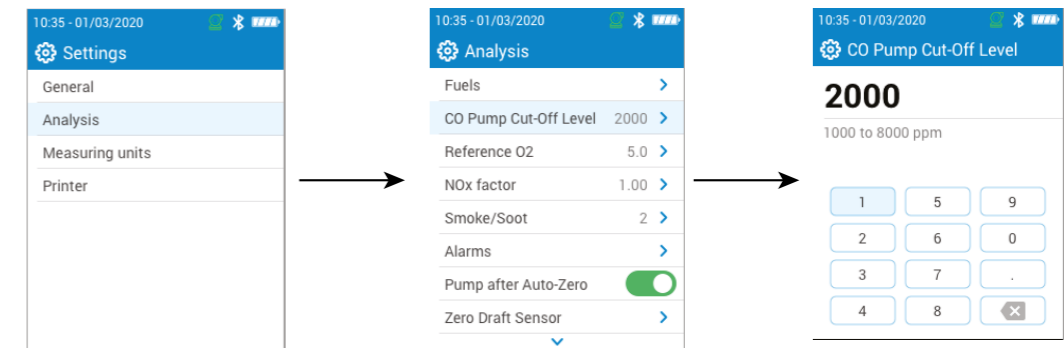 10:35 - 01/03/2020
Settings
General
Analysis
Measuring units
Printer
10:35 - 01/03/2020
Analysis
Fuels
CO Pump Cut-Off Level 2000
Reference O2 5.0
NOx factor 1.00
Smoke/Soot 2
Alarms
Pump after Auto-Zero
Zero Draft Sensor
10:35 - 01/03/2020
CO Pump Cut-Off Level
2000
1000 to 8000 ppm
1 5 9
2 6 0
3 7 .
4 8